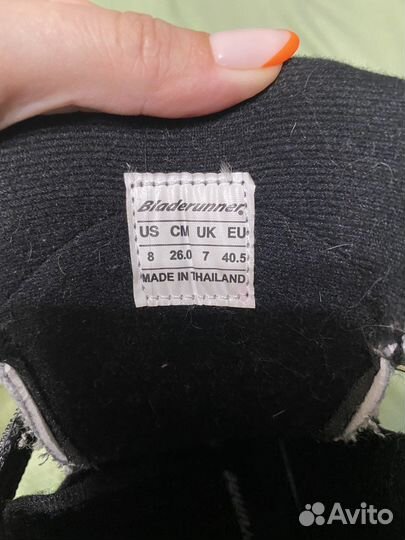 Bladerunner.
US CM UK EU
8 26.0 7 40.5
MADE IN THAILAND
Avito